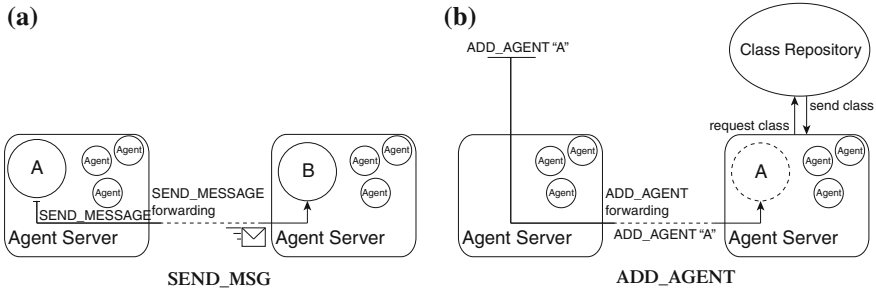 (a)
A
Agent
Agent
Agent
SEND_MESSAGE
Agent Server
SEND_MESSAGE
forwarding
B
Agent
Agent
Agent
Agent Server
SEND_MSG
(b)
ADD_AGENT “A”
Agent
Agent
Agent
Agent Server
ADD_AGENT
forwarding
ADD_AGENT “A”
Class Repository
request class
send class
A
Agent
Agent
Agent
Agent Server
ADD_AGENT